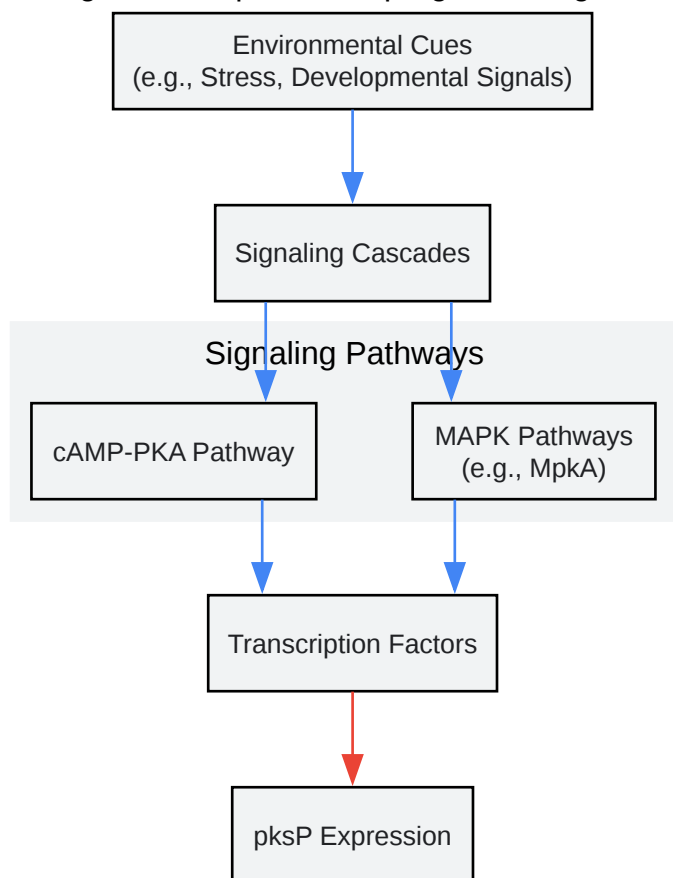 Environmental Cues
(e.g., Stress, Developmental Signals)
Signaling Cascades
Signaling Pathways
cAMP-PKA Pathway
MAPK Pathways
(e.g., MpkA)
Transcription Factors
pksP Expression